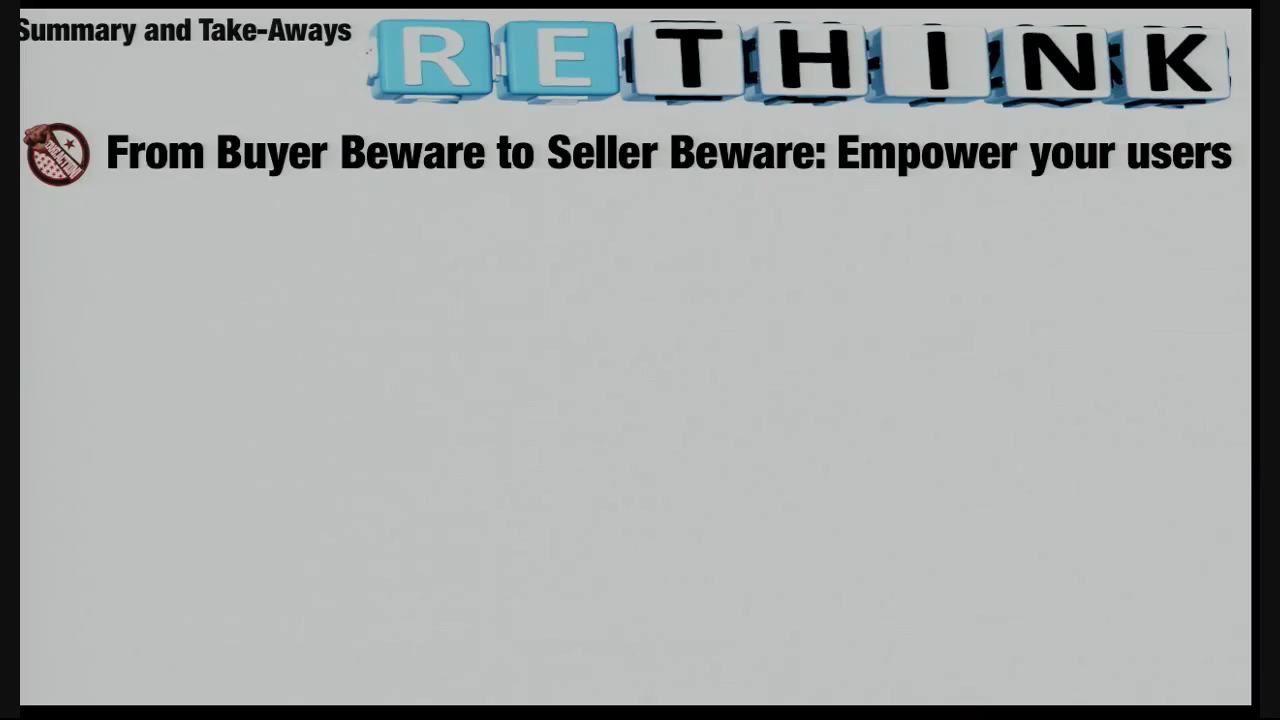 Summary and Take-Aways
RETHINK
From Buyer Beware to Seller Beware: Empower your users